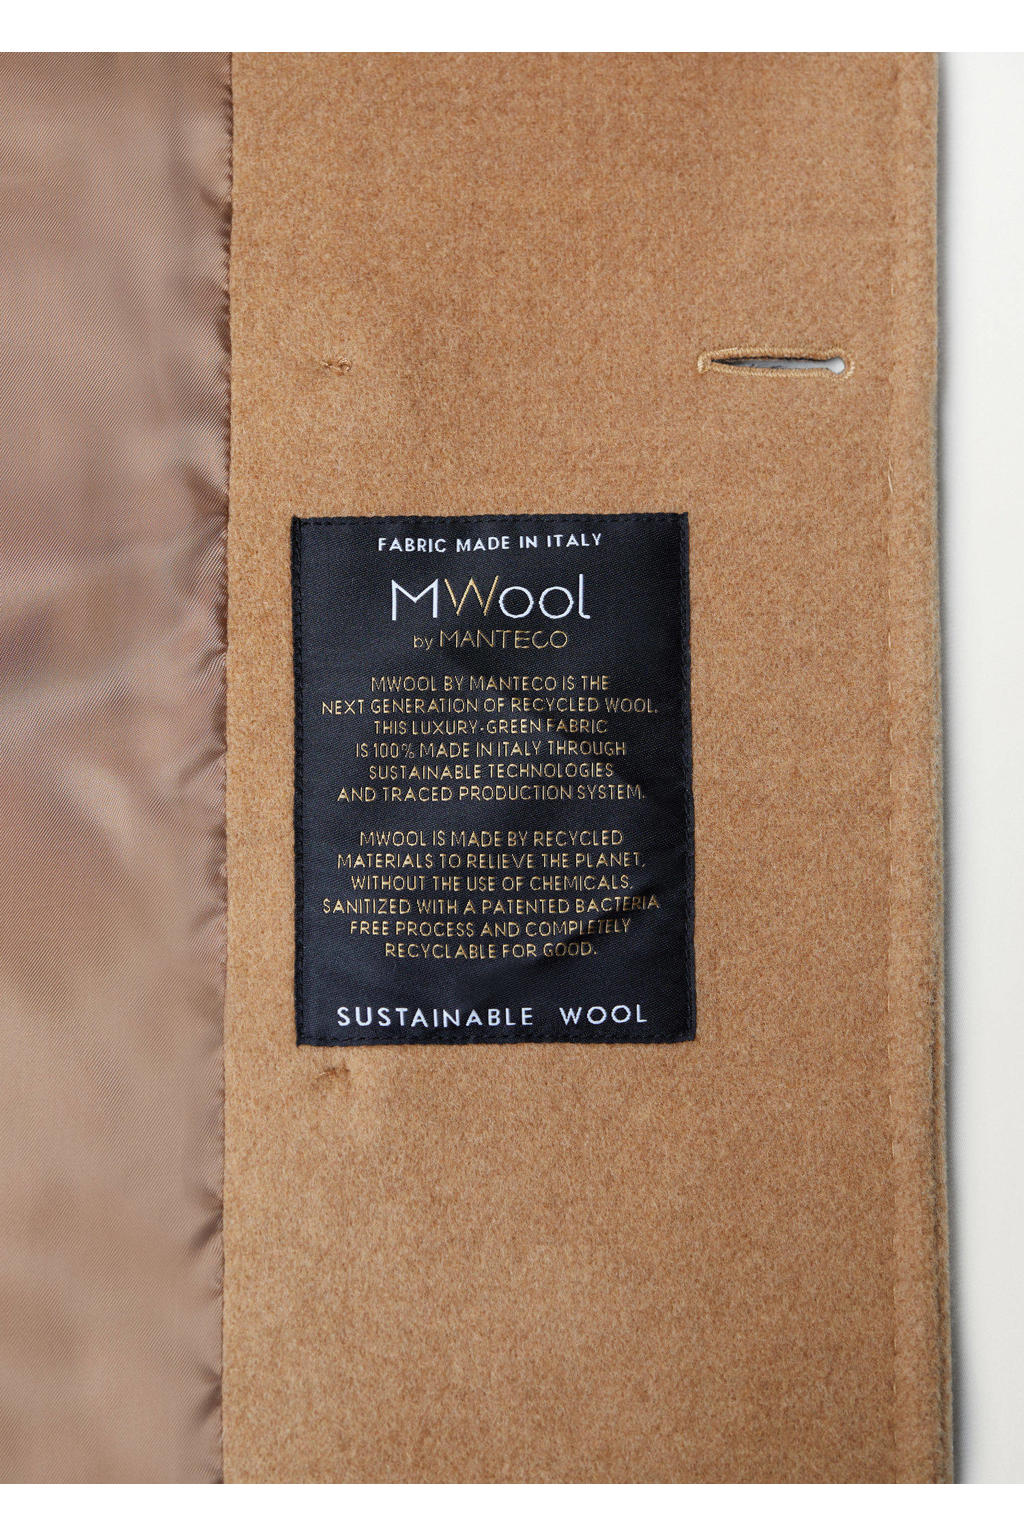 FABRIC MADE IN ITALY
MWool
by MANTECO
MWOOL BY MANTECO IS THE
NEXT GENERATION OF RECYCLED WOOL.
THIS LUXURY-GREEN FABRIC
IS 100% MADE IN ITALY THROUGH
SUSTAINABLE TECHNOLOGIES
AND TRACED PRODUCTION SYSTEM.
MWOOL IS MADE BY RECYCLED
MATERIALS TO RELIEVE THE PLANET,
WITHOUT THE USE OF CHEMICALS.
SANITIZED WITH A PATENTED BACTERIA
FREE PROCESS AND COMPLETELY
RECYCLABLE FOR GOOD.
SUSTAINABLE WOOL